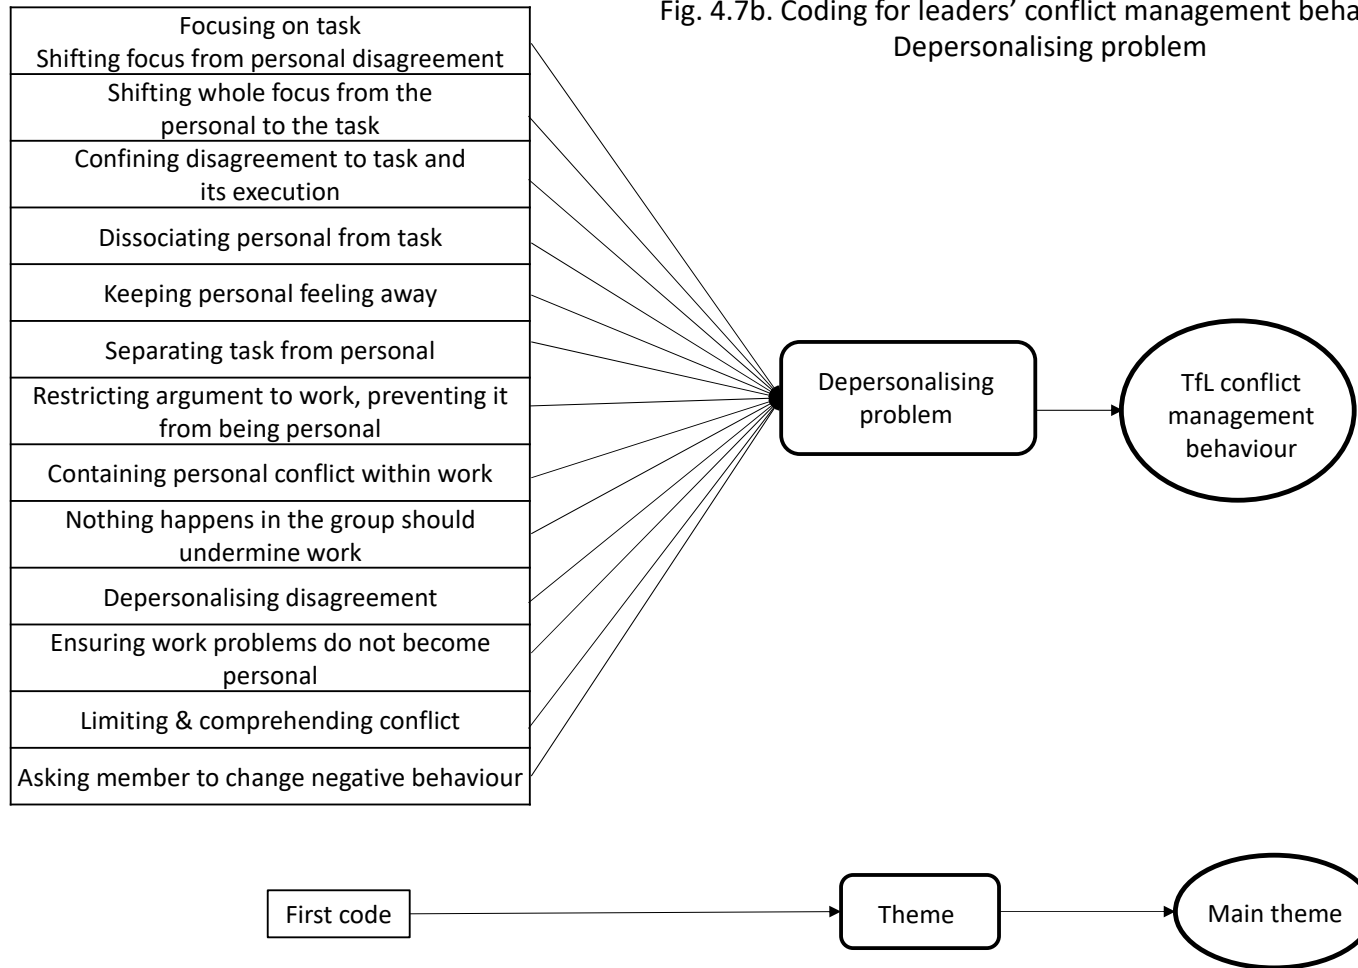 Fig. 4.7b. Coding for leaders’ conflict management beha
Depersonalising problem
Focusing on task
Shifting focus from personal disagreement
Shifting whole focus from the
personal to the task
Confining disagreement to task and
its execution
Dissociating personal from task
Keeping personal feeling away
Separating task from personal
Restricting argument to work, preventing it
from being personal
Containing personal conflict within work
Nothing happens in the group should
undermine work
Depersonalising disagreement
Ensuring work problems do not become
personal
Limiting & comprehending conflict
Asking member to change negative behaviour
Depersonalising
problem
TfL conflict
management
behaviour
First code
Theme
Main theme